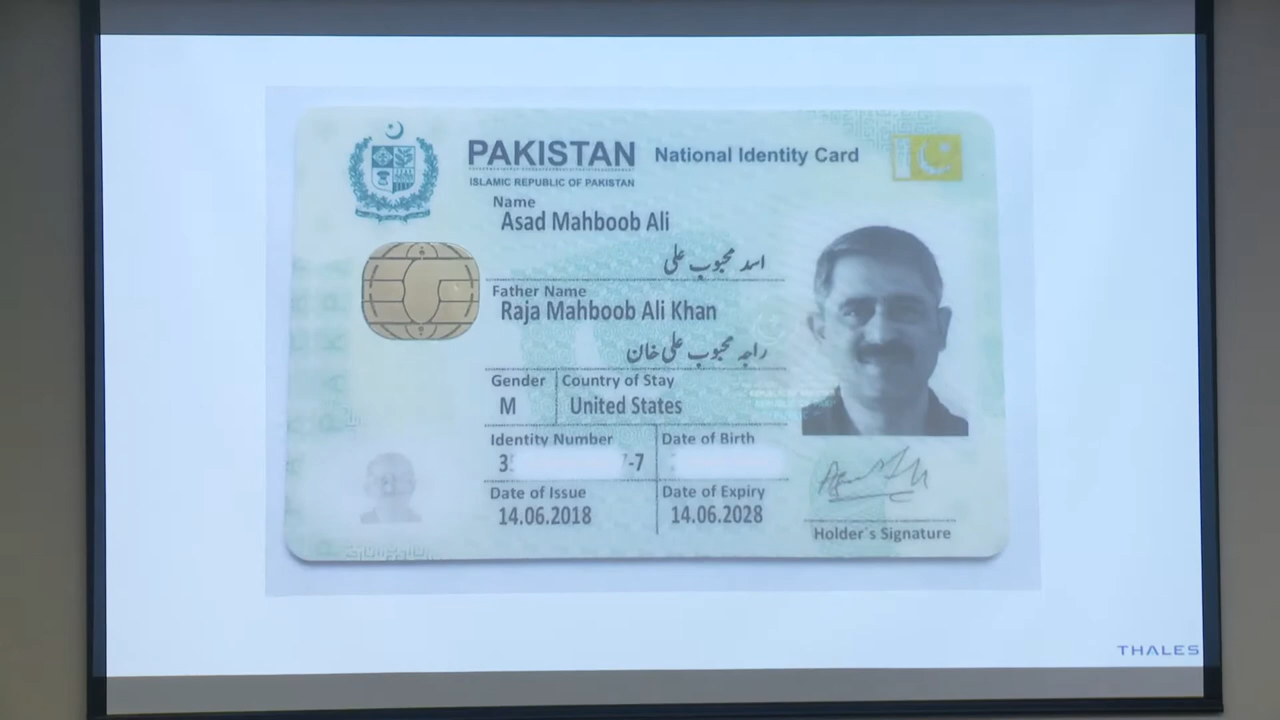 PAKISTAN National Identity Card
ISLAMIC REPUBLIC OF PAKISTAN
Name
Asad Mahboob Ali
اسد محبوب علی
Father Name
Raja Mahboob Ali Khan
راجہ محبوب علی خان
Gender Country of Stay
M United States
Identity Number Date of Birth
3 -7
Date of Issue Date of Expiry
14.06.2018 14.06.2028
Holder's Signature
THALES